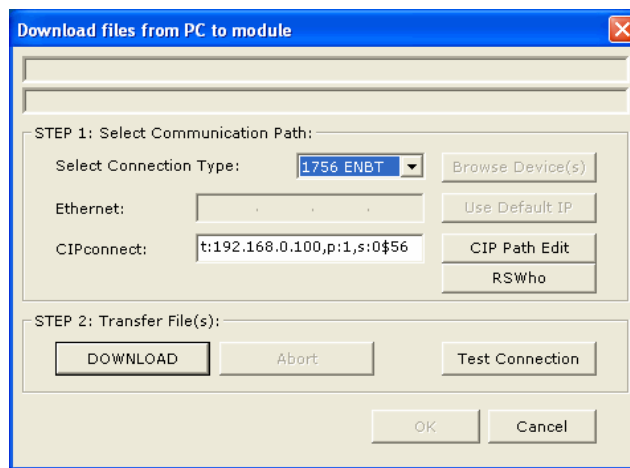 Download files from PC to module
STEP 1: Select Communication Path:
Select Connection Type: 1756 ENBT Browse Device(s)
Ethernet: . . . Use Default IP
CIPconnect: t:192.168.0.100,p:1,s:0$56 CIP Path Edit
RSWho
STEP 2: Transfer File(s):
DOWNLOAD Abort Test Connection
OK Cancel